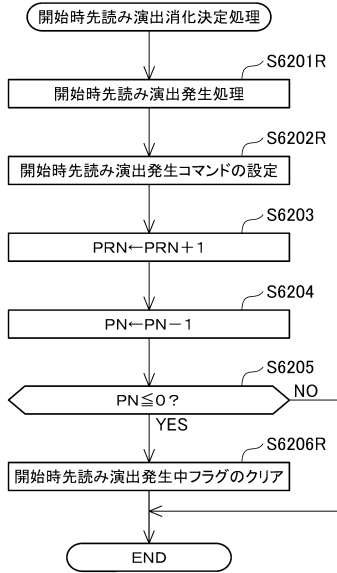 開始時先読み演出消化決定処理
S6201R
開始時先読み演出発生処理
S6202R
開始時先読み演出発生コマンドの設定
S6203
PRN←PRN+1
S6204
PN←PN-1
S6205
PN≦0?
NO
YES
S6206R
開始時先読み演出発生中フラグのクリア
END